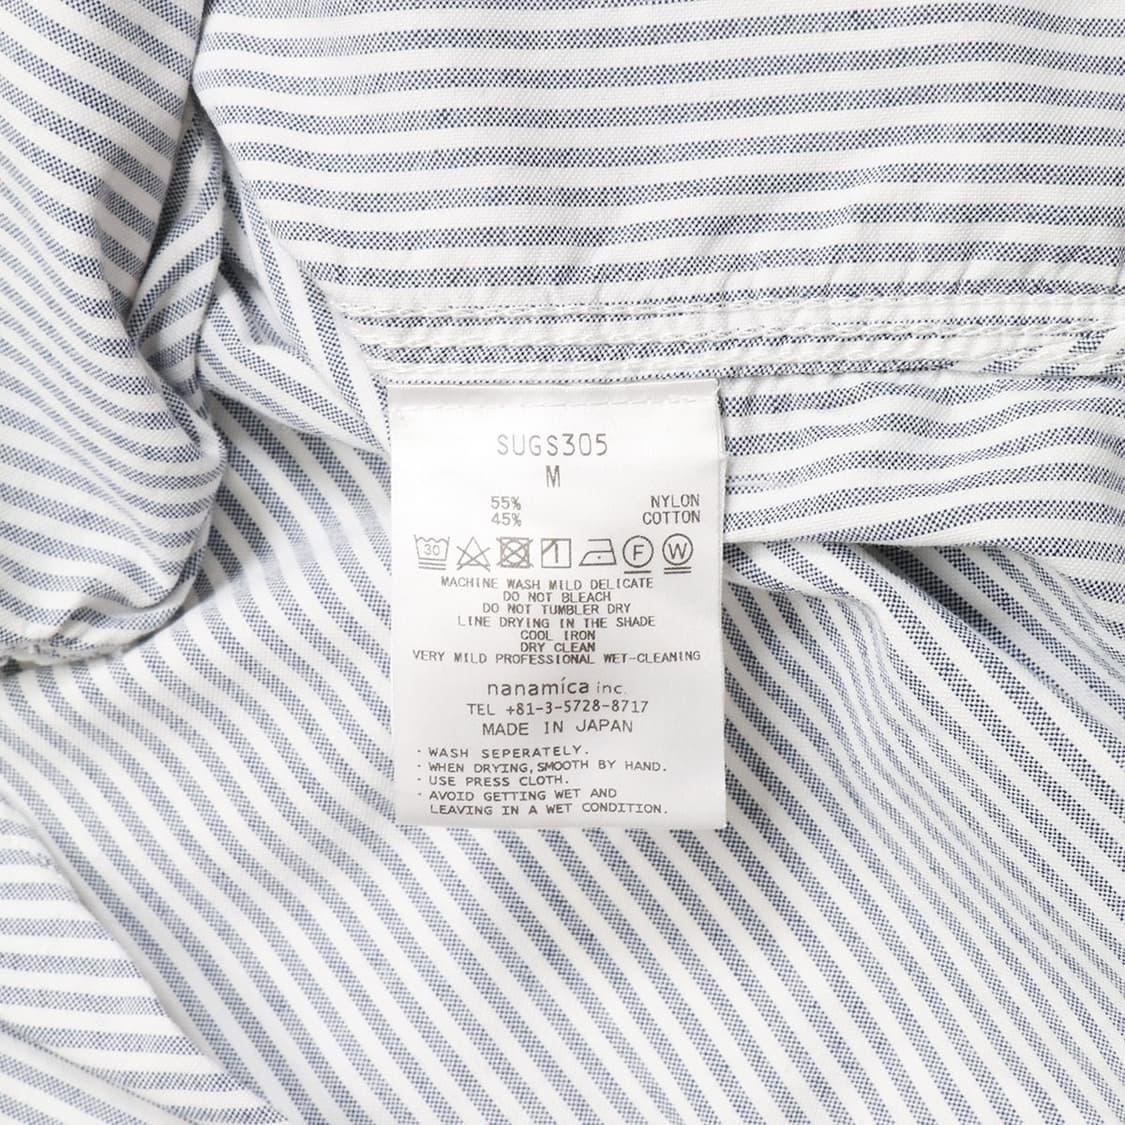 SUGS305
M
55% NYLON
45% COTTON
30 F W
MACHINE WASH MILD DELICATE
DO NOT BLEACH
DO NOT TUMBLER DRY
LINE DRYING IN THE SHADE
COOL IRON
DRY CLEAN
VERY MILD PROFESSIONAL WET-CLEANING
nanamica inc.
TEL +81-3-5728-8717
MADE IN JAPAN
· WASH SEPERATELY.
· WHEN DRYING, SMOOTH BY HAND.
· USE PRESS CLOTH.
· AVOID GETTING WET AND
LEAVING IN A WET CONDITION.